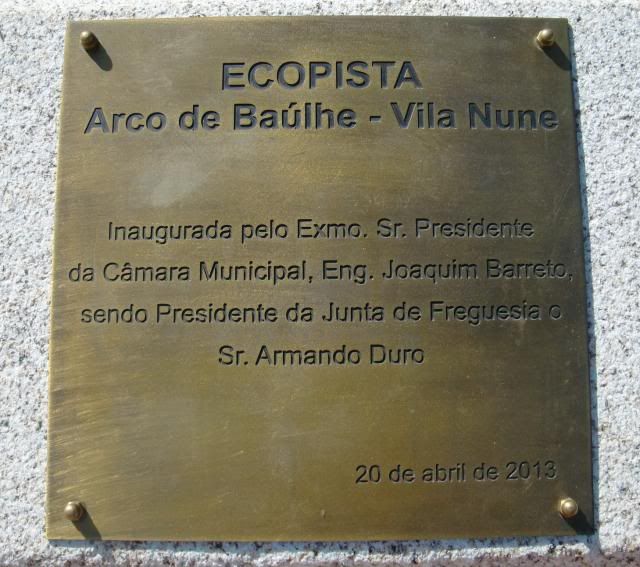 ECOPISTA
Arco de Baúlhe - Vila Nune
Inaugurada pelo Exmo. Sr. Presidente
da Câmara Municipal, Eng. Joaquim Barreto,
sendo Presidente da Junta de Freguesia o
Sr. Armando Duro
20 de abril de 2013